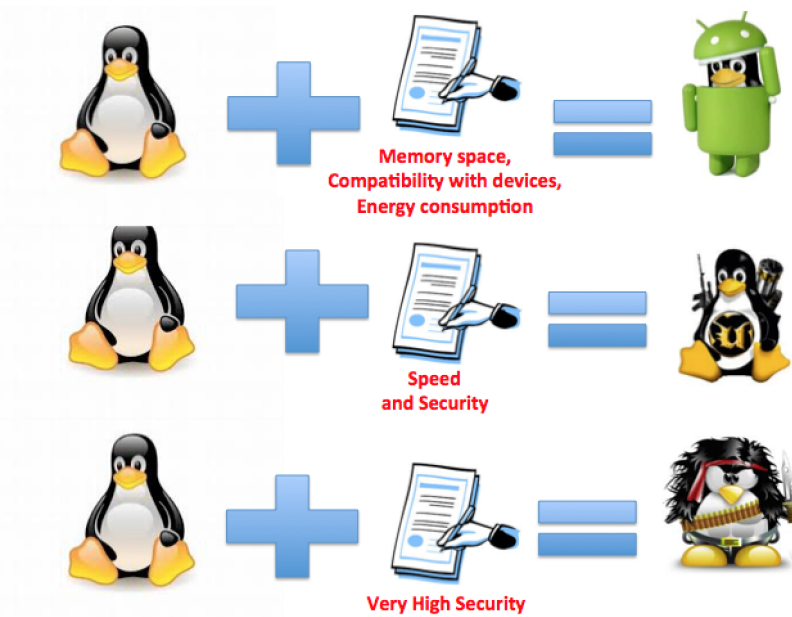 Memory space,
Compatibility with devices,
Energy consumption
Speed
and Security
Very High Security